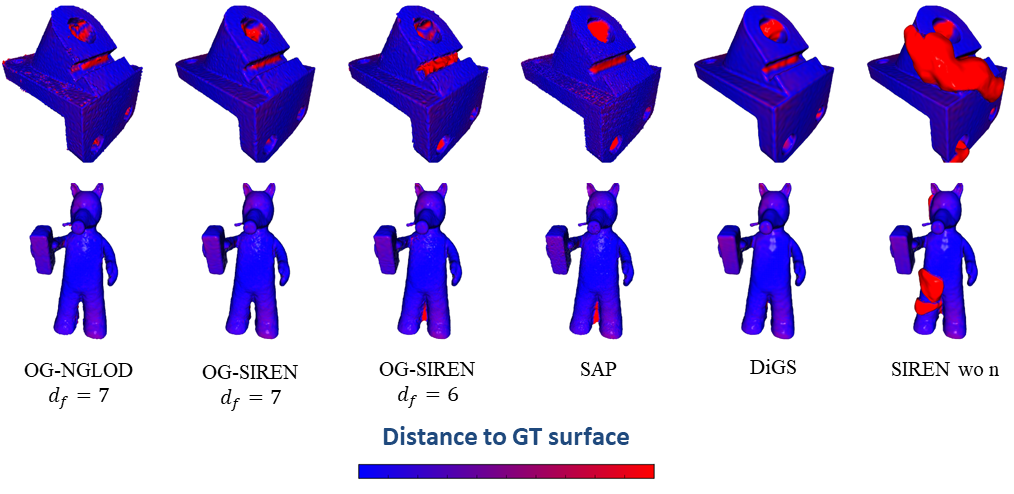 OG-NGLOD
d_f = 7
OG-SIREN
d_f = 7
OG-SIREN
d_f = 6
SAP
DiGS
SIREN wo n
Distance to GT surface